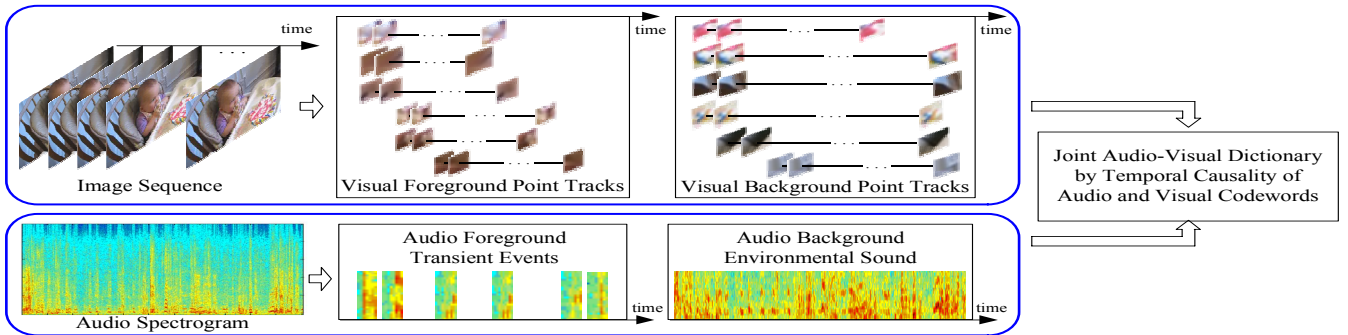 time
. . .
Image Sequence
time
. . .
. . .
. . .
. . .
. . .
. . .
Visual Foreground Point Tracks
time
. . .
. . .
. . .
. . .
. . .
. . .
Visual Background Point Tracks
Joint Audio-Visual Dictionary
by Temporal Causality of
Audio and Visual Codewords
Audio Spectrogram
Audio Foreground
Transient Events
time
Audio Background
Environmental Sound
time